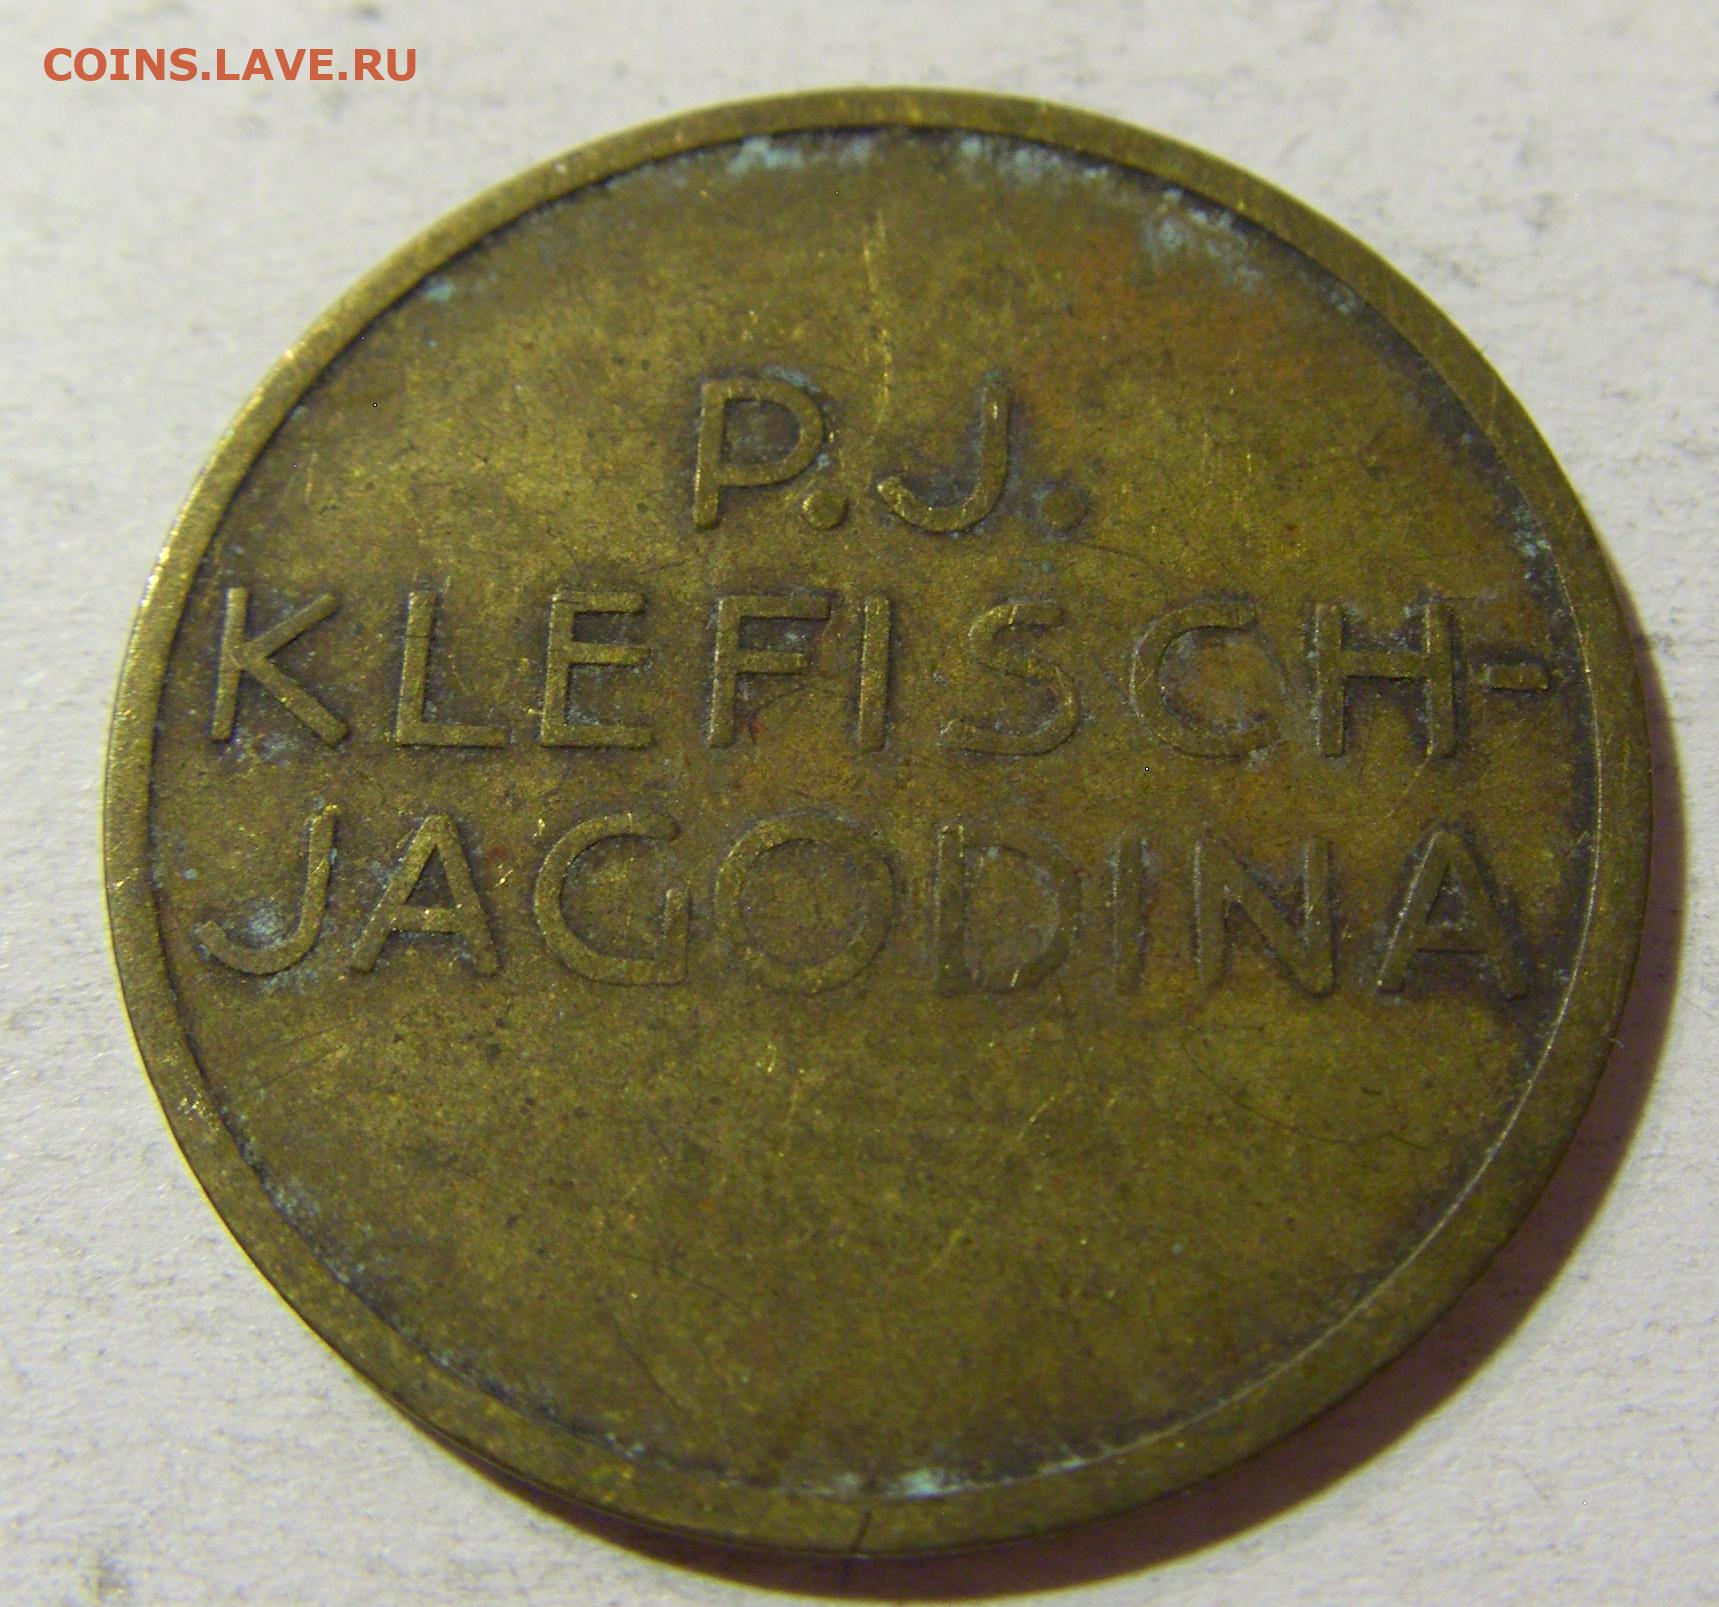 COINS.LAVE.RU
P.J.
KLEFISCH-
JAGODINA